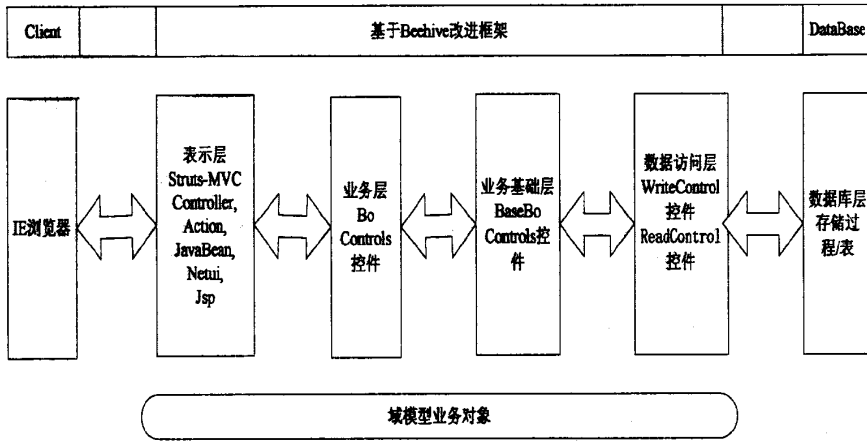 Client
基于Beehive改进框架
DataBase
IE浏览器
表示层
Struts-MVC
Controller,
Action,
JavaBean,
Netui,
Jsp
业务层
Bo
Controls
控件
业务基础层
BaseBo
Controls控
件
数据访问层
WriteControl
控件
ReadControl
控件
数据库层
存储过
程/表
域模型业务对象